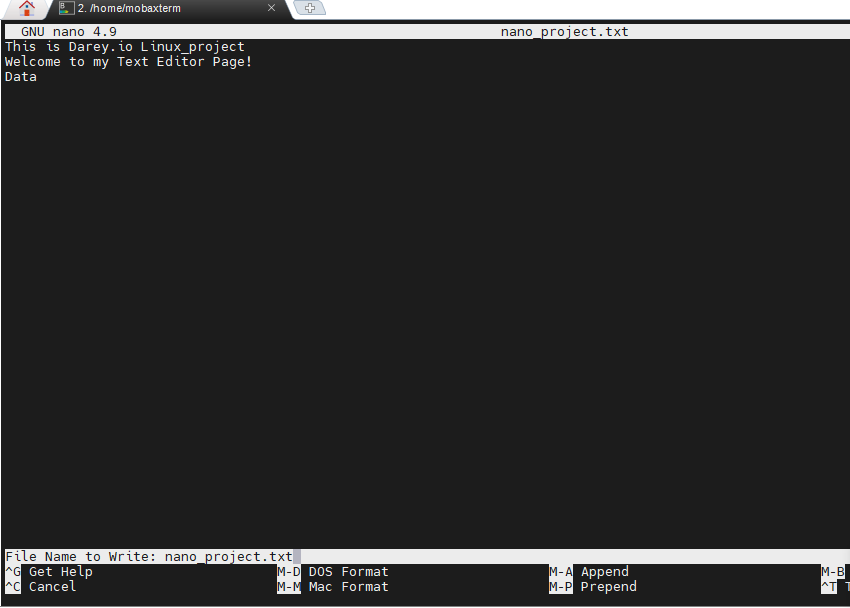 2. /home/mobaxterm
GNU nano 4.9 nano_project.txt
This is Darey.io Linux_project
Welcome to my Text Editor Page!
Data
File Name to Write: nano_project.txt
^G Get Help M-D DOS Format M-A Append M-B
^C Cancel M-M Mac Format M-P Prepend ^T